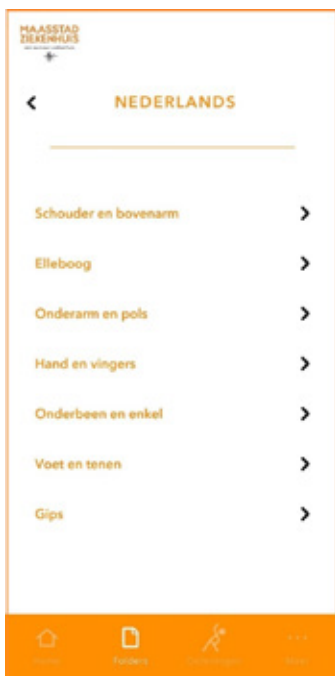 MAASSTAD
ZIEKENHUIS
NEDERLANDS
Schouder en bovenarm
Elleboog
Onderarm en pols
Hand en vingers
Onderbeen en enkel
Voet en tenen
Gips
Folders